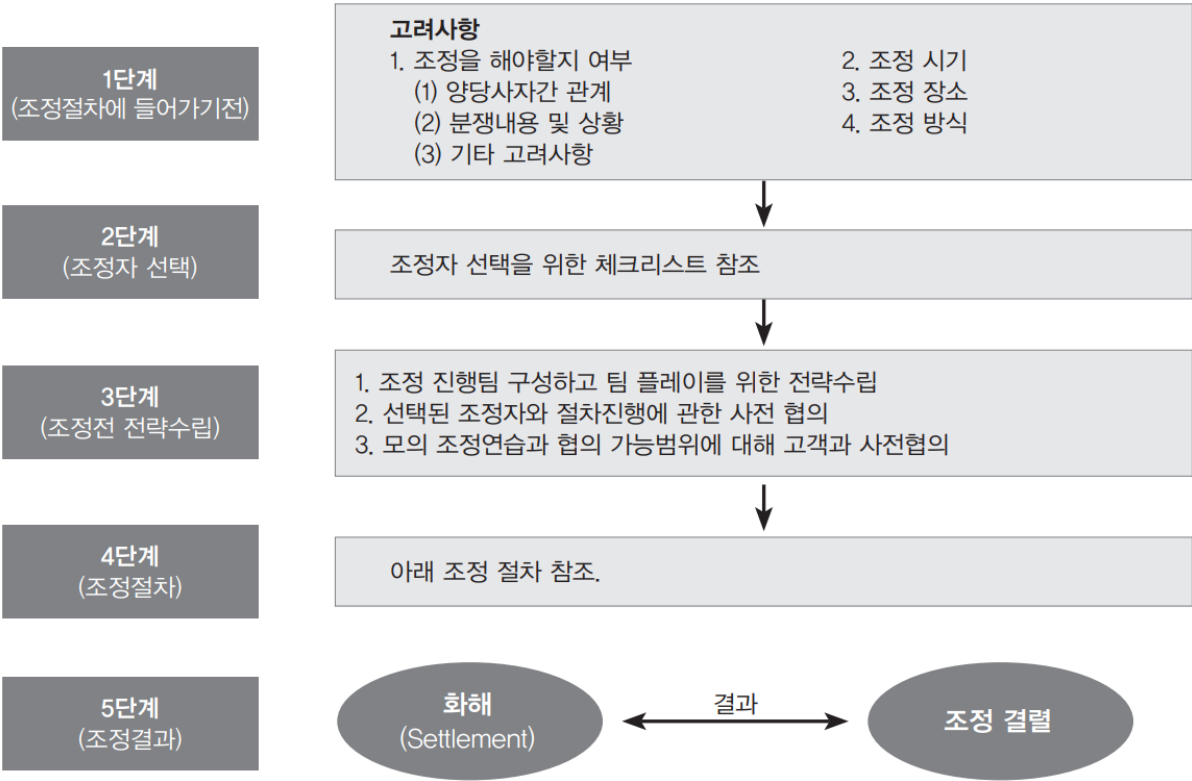 1단계
(조정절차에 들어가기전)
고려사항
1. 조정을 해야할지 여부
(1) 양당사자간 관계
(2) 분쟁내용 및 상황
(3) 기타 고려사항
2. 조정 시기
3. 조정 장소
4. 조정 방식
2단계
(조정자 선택)
조정자 선택을 위한 체크리스트 참조
3단계
(조정전 전략수립)
1. 조정 진행팀 구성하고 팀 플레이를 위한 전략수립
2. 선택된 조정자와 절차진행에 관한 사전 협의
3. 모의 조정연습과 협의 가능범위에 대해 고객과 사전협의
4단계
(조정절차)
아래 조정 절차 참조.
5단계
(조정결과)
화해
(Settlement)
결과
조정 결렬